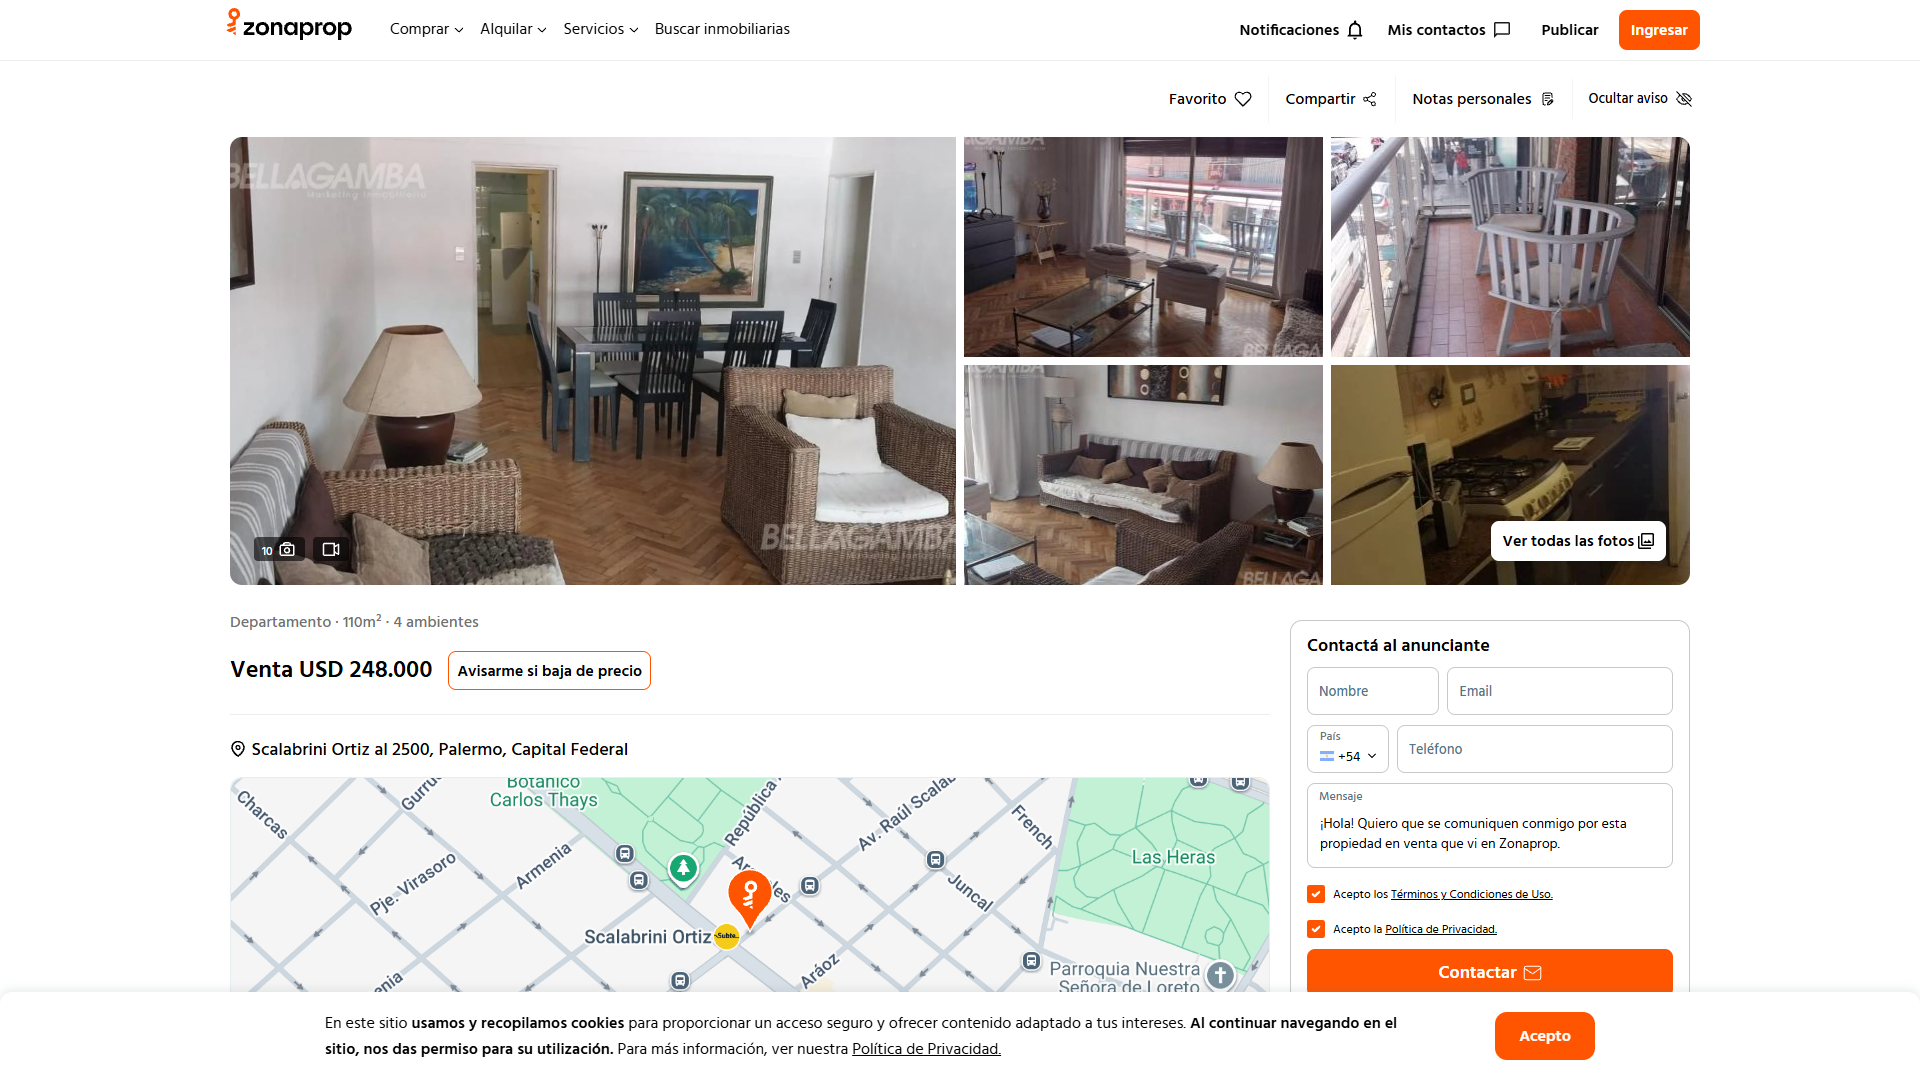 zonaprop
Comprar
Alquilar
Servicios
Buscar inmobiliarias
Notificaciones
Mis contactos
Publicar
Ingresar
Favorito
Compartir
Notas personales
Ocultar aviso
BELLAGAMBA
Marketing Inmobiliario
BELLAGAMBA
10
Ver todas las fotos
Departamento · 110m² · 4 ambientes
Venta USD 248.000
Avisarme si baja de precio
Scalabrini Ortiz al 2500, Palermo, Capital Federal
Botánico
Carlos Thays
Charcas
Gurru
República
Av. Raúl Scalab
French
Las Heras
Pje. Virasoro
Armenia
Juncal
Scalabrini Ortiz
Subte
Aráoz
enia
Parroquia Nuestra
Señora de Loreto
Contactá al anunciante
Nombre
Email
País
+54
Teléfono
Mensaje
¡Hola! Quiero que se comuniquen conmigo por esta
propiedad en venta que vi en Zonaprop.
Acepto los Términos y Condiciones de Uso.
Acepto la Política de Privacidad.
Contactar
En este sitio usamos y recopilamos cookies para proporcionar un acceso seguro y ofrecer contenido adaptado a tus intereses. Al continuar navegando en el
sitio, nos das permiso para su utilización. Para más información, ver nuestra Política de Privacidad.
Acepto